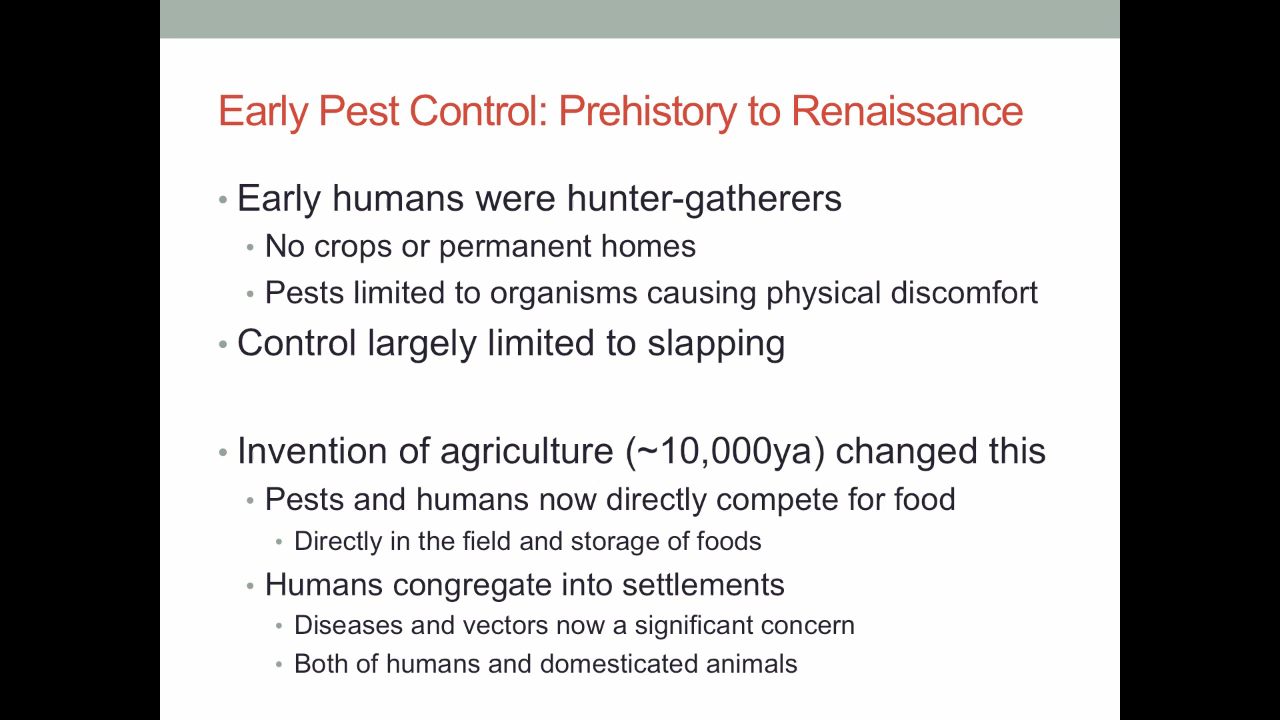 Early Pest Control: Prehistory to Renaissance
• Early humans were hunter-gatherers
• No crops or permanent homes
• Pests limited to organisms causing physical discomfort
• Control largely limited to slapping
• Invention of agriculture (~10,000ya) changed this
• Pests and humans now directly compete for food
• Directly in the field and storage of foods
• Humans congregate into settlements
• Diseases and vectors now a significant concern
• Both of humans and domesticated animals